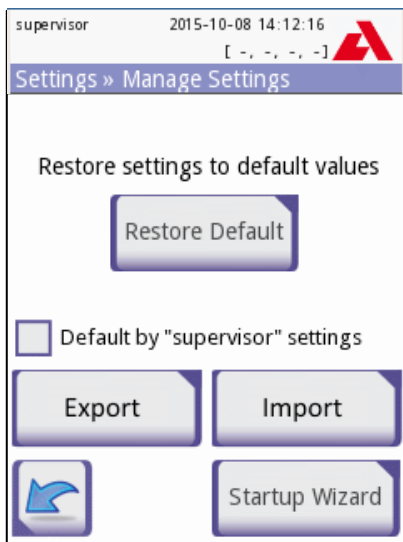 supervisor 2015-10-08 14:12:16
[ -, -, -, -]
Settings » Manage Settings
Restore settings to default values
Restore Default
Default by "supervisor" settings
Export Import
Startup Wizard